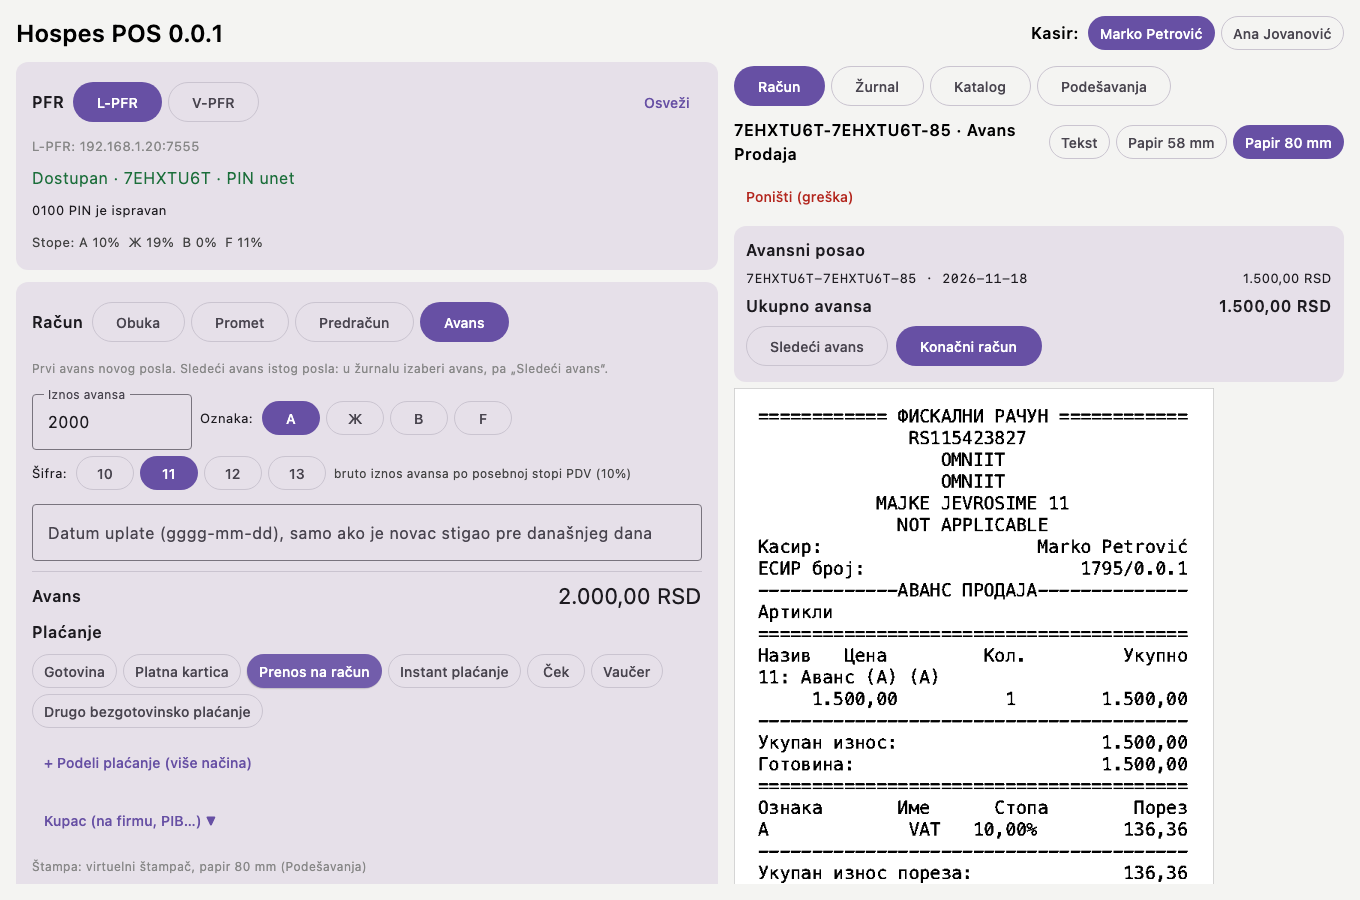 Hospes POS 0.0.1
Kasir: Marko Petrović Ana Jovanović
PFR L-PFR V-PFR Osveži
L-PFR: 192.168.1.20:7555
Dostupan · 7EHXTU6T · PIN unet
0100 PIN je ispravan
Stope: A 10% Ж 19% B 0% F 11%
Račun Obuka Promet Predračun Avans
Prvi avans novog posla. Sledeći avans istog posla: u žurnalu izaberi avans, pa „Sledeći avans“.
Iznos avansa
2000
Oznaka: A Ж B F
Šifra: 10 11 12 13 bruto iznos avansa po posebnoj stopi PDV (10%)
Datum uplate (gggg-mm-dd), samo ako je novac stigao pre današnjeg dana
Avans 2.000,00 RSD
Plaćanje
Gotovina Platna kartica Prenos na račun Instant plaćanje Ček Vaučer
Drugo bezgotovinsko plaćanje
+ Podeli plaćanje (više načina)
Kupac (na firmu, PIB...) ▼
Štampa: virtuelni štampač, papir 80 mm (Podešavanja)
Račun Žurnal Katalog Podešavanja
7EHXTU6T-7EHXTU6T-85 · Avans
Prodaja
Tekst Papir 58 mm Papir 80 mm
Poništi (greška)
Avansni posao
7EHXTU6T-7EHXTU6T-85 · 2026-11-18 1.500,00 RSD
Ukupno avansa 1.500,00 RSD
Sledeći avans Konačni račun
============ ФИСКАЛНИ РАЧУН ============
RS115423827
OMNIIT
OMNIIT
MAJKE JEVROSIME 11
NOT APPLICABLE
Касир: Marko Petrović
ЕСИР број: 1795/0.0.1
-------------АВАНС ПРОДАЈА--------------
Артикли
========================================
Назив Цена Кол. Укупно
11: Аванс (А) (А)
1.500,00 1 1.500,00
----------------------------------------
Укупан износ: 1.500,00
Готовина: 1.500,00
========================================
Ознака Име Стопа Порез
А VAT 10,00% 136,36
----------------------------------------
Укупан износ пореза: 136,36